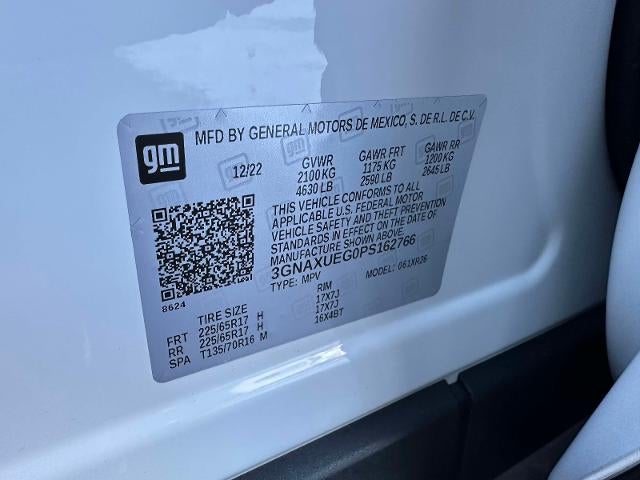 gm
MFD BY GENERAL MOTORS DE MEXICO, S. DE R.L. DE C.V.
12/22 GVWR GAWR FRT GAWR RR
2100 KG 1175 KG 1200 KG
4630 LB 2590 LB 2645 LB
THIS VEHICLE CONFORMS TO ALL
APPLICABLE U.S. FEDERAL MOTOR
VEHICLE SAFETY AND THEFT PREVENTION
STANDARDS IN EFFECT ON THE DATE OF
MANUFACTURE SHOWN ABOVE.
3GNAXUEG0PS162766
TYPE: MPV MODEL: 061XR26
8624
TIRE SIZE RIM
FRT 225/65R17 H 17X7J
RR 225/65R17 H 17X7J
SPA T135/70R16 M 16X4BT